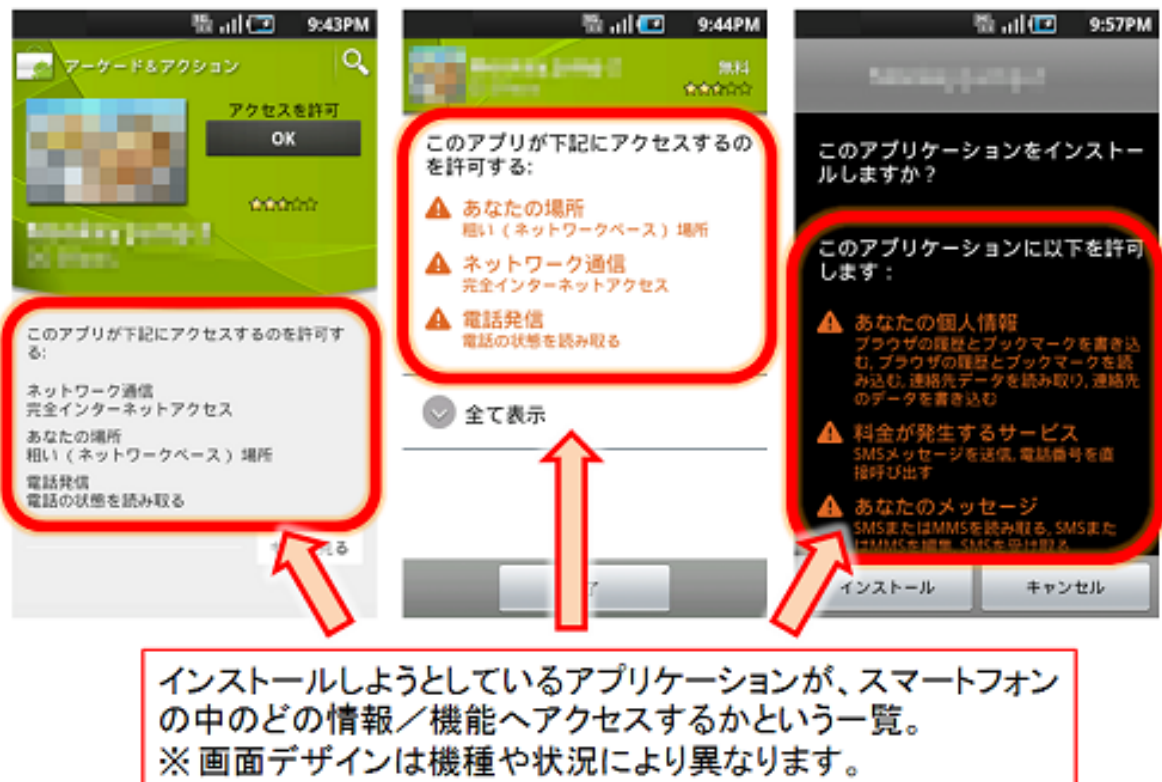 9:43PM
アーケード&アクション
アクセスを許可
OK
このアプリが下記にアクセスするのを許可す
る:
ネットワーク通信
完全インターネットアクセス
あなたの場所
粗い（ネットワークベース）場所
電話発信
電話の状態を読み取る
る
9:44PM
無料
このアプリが下記にアクセスするの
を許可する:
あなたの場所
粗い（ネットワークベース）場所
ネットワーク通信
完全インターネットアクセス
電話発信
電話の状態を読み取る
全て表示
9:57PM
このアプリケーションをインストー
ルしますか？
このアプリケーションに以下を許可
します：
あなたの個人情報
ブラウザの履歴とブックマークを書き込
む, ブラウザの履歴とブックマークを読
み込む, 連絡先データを読み取り, 連絡先
のデータを書き込む
料金が発生するサービス
SMSメッセージを送信, 電話番号を直
接呼び出す
あなたのメッセージ
SMSまたはMMSを読み取る, SMSまた
はMMSを編集, SMSを受け取る
インストール
キャンセル
インストールしようとしているアプリケーションが、スマートフォン
の中のどの情報／機能へアクセスするかという一覧。
※画面デザインは機種や状況により異なります。